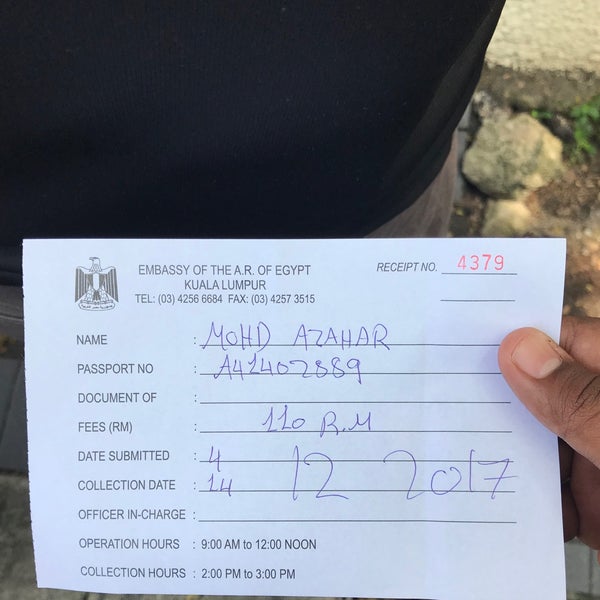 EMBASSY OF THE A.R. OF EGYPT
KUALA LUMPUR
TEL: (03) 4256 6684 FAX: (03) 4257 3515
RECEIPT NO. 4379
NAME : MOHD AZAHAR
PASSPORT NO : A41402889
DOCUMENT OF :
FEES (RM) : 110 R.M
DATE SUBMITTED : 4
COLLECTION DATE : 14 12 2017
OFFICER IN-CHARGE :
OPERATION HOURS : 9:00 AM to 12:00 NOON
COLLECTION HOURS : 2:00 PM to 3:00 PM